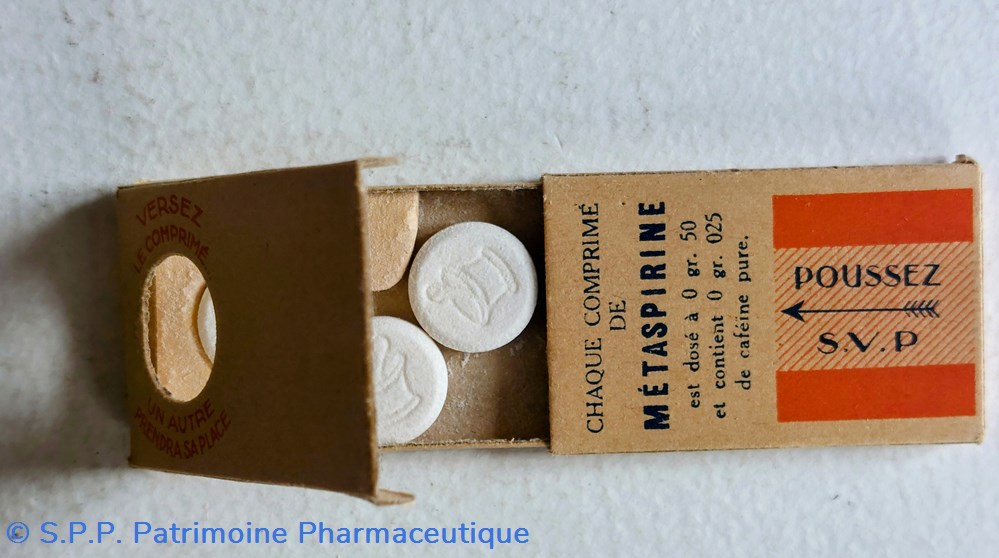 VERSEZ
LE COMPRIMÉ
UN AUTRE
PRENDRA SA PLACE
CHAQUE COMPRIMÉ
DE
MÉTASPIRINE
est dosé à 0 gr. 50
et contient 0 gr. 025
de caféïne pure.
POUSSEZ
S.V.P
© S.P.P. Patrimoine Pharmaceutique